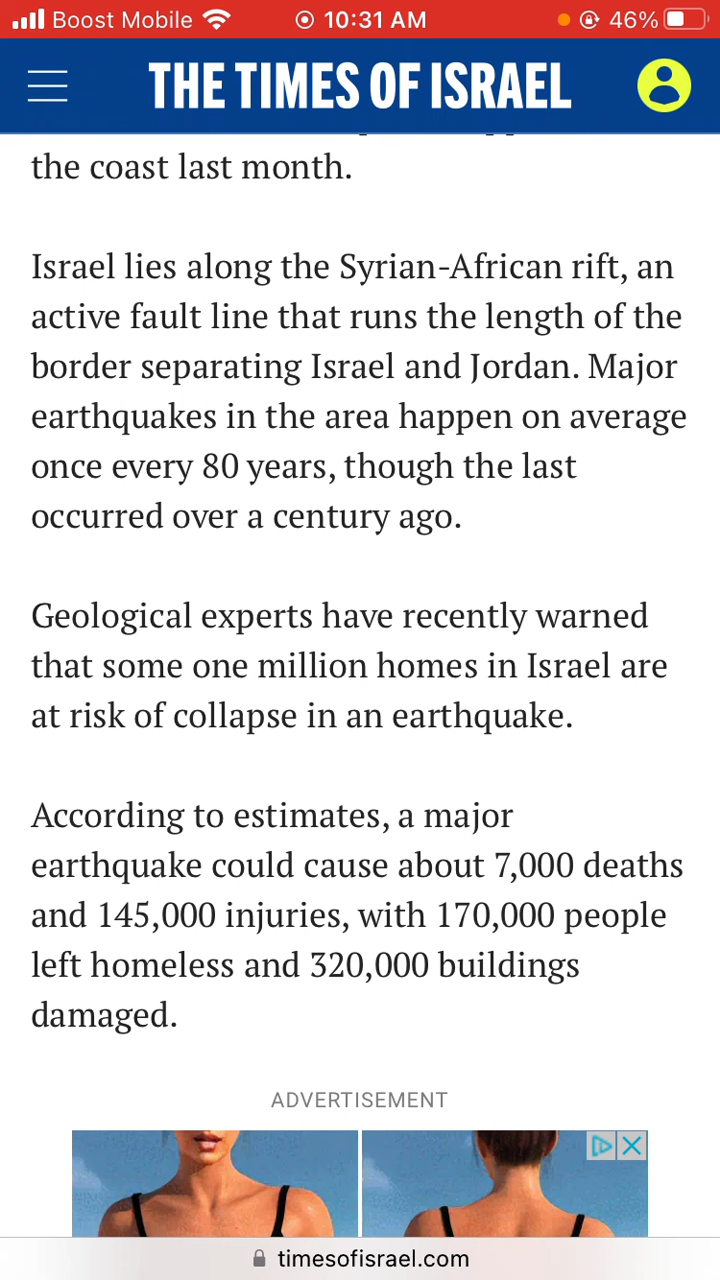 Boost Mobile 10:31 AM 46%
THE TIMES OF ISRAEL
the coast last month.
Israel lies along the Syrian-African rift, an
active fault line that runs the length of the
border separating Israel and Jordan. Major
earthquakes in the area happen on average
once every 80 years, though the last
occurred over a century ago.
Geological experts have recently warned
that some one million homes in Israel are
at risk of collapse in an earthquake.
According to estimates, a major
earthquake could cause about 7,000 deaths
and 145,000 injuries, with 170,000 people
left homeless and 320,000 buildings
damaged.
ADVERTISEMENT
timesofisrael.com